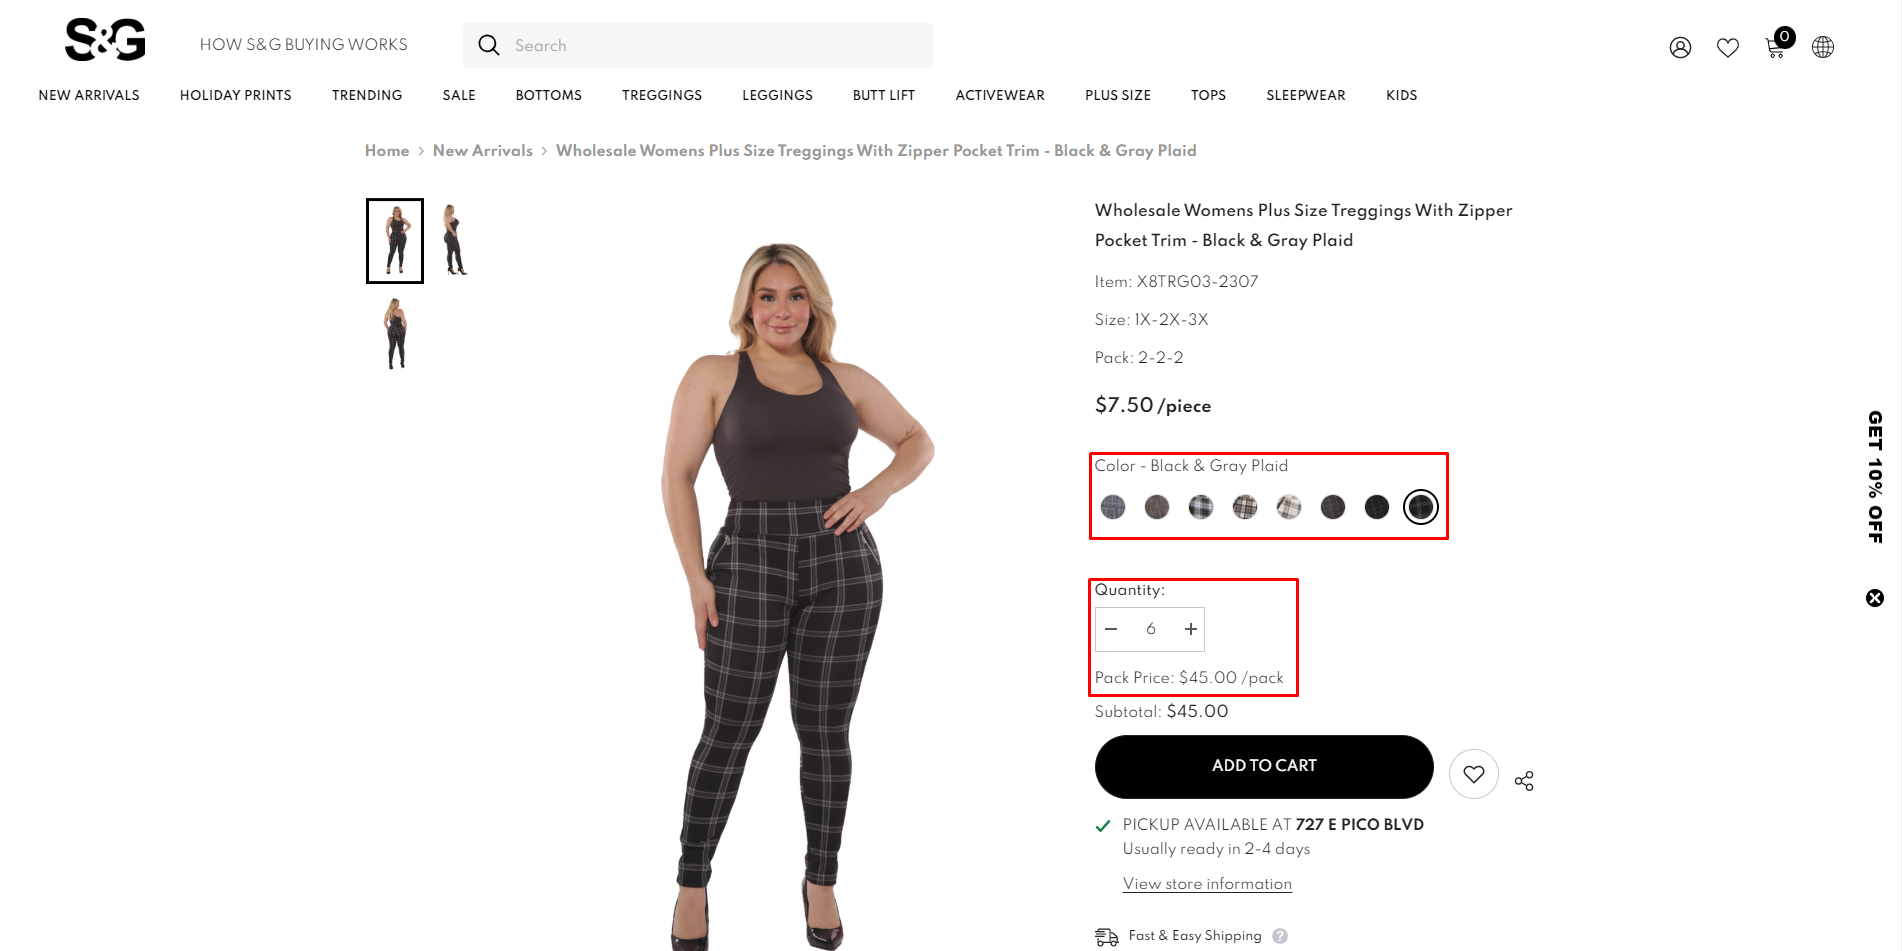 S&G
HOW S&G BUYING WORKS
Search
0
NEW ARRIVALS
HOLIDAY PRINTS
TRENDING
SALE
BOTTOMS
TREGGINGS
LEGGINGS
BUTT LIFT
ACTIVEWEAR
PLUS SIZE
TOPS
SLEEPWEAR
KIDS
Home > New Arrivals > Wholesale Womens Plus Size Treggings With Zipper Pocket Trim - Black & Gray Plaid
Wholesale Womens Plus Size Treggings With Zipper
Pocket Trim - Black & Gray Plaid
Item: X8TRG03-2307
Size: 1X-2X-3X
Pack: 2-2-2
$7.50 /piece
Color - Black & Gray Plaid
Quantity:
− 6 +
Pack Price: $45.00 /pack
Subtotal: $45.00
ADD TO CART
PICKUP AVAILABLE AT 727 E PICO BLVD
Usually ready in 2-4 days
View store information
Fast & Easy Shipping ?
GET 10% OFF